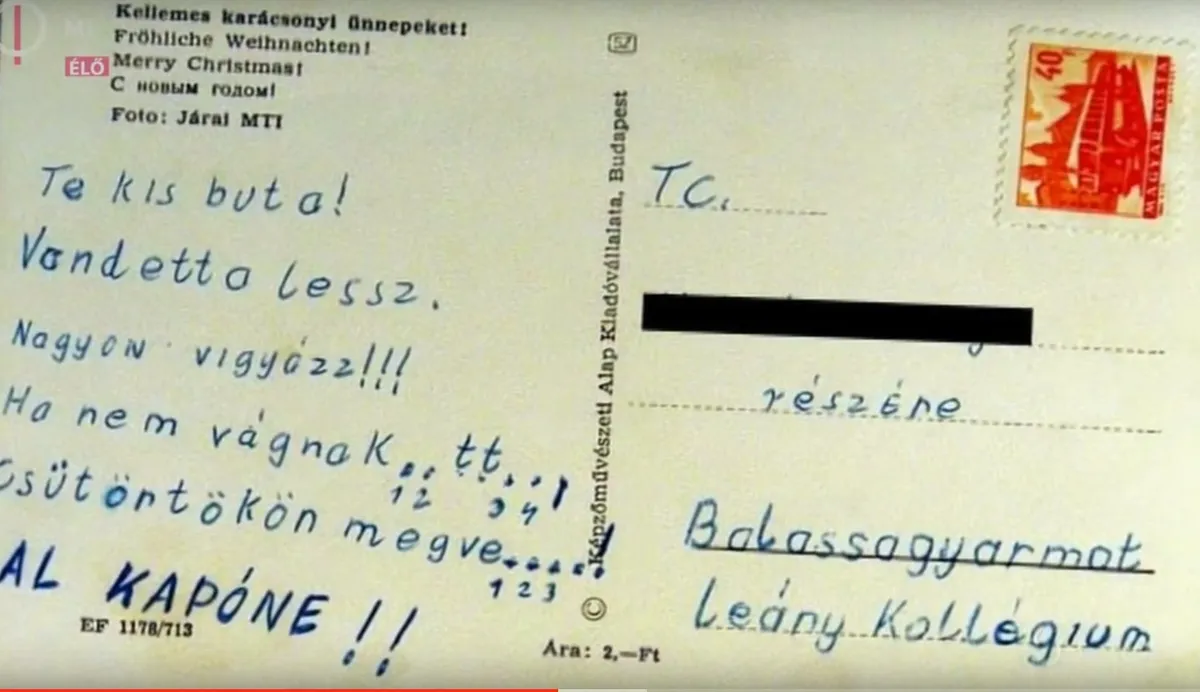 Kellemes karácsonyi ünnepeket!
Fröhliche Weihnachten!
ÉLŐ
Merry Christmas!
С новым годом!
Foto: Járai MTI
Te kis buta!
Vandetta lessz.
Nagyon vigyázz!!!
Ha nem vágnak..tt...!
1 2 3 4
Csütörtökön megve.....!
1 2 3
AL KAPÓNE!!
EF 1178/713
Képzőművészeti Alap Kiadóvállalata, Budapest
©
Ára: 2,—Ft
40
MAGYAR POSTA
TC.
részére
Balassagyarmat
Leány Kollégium